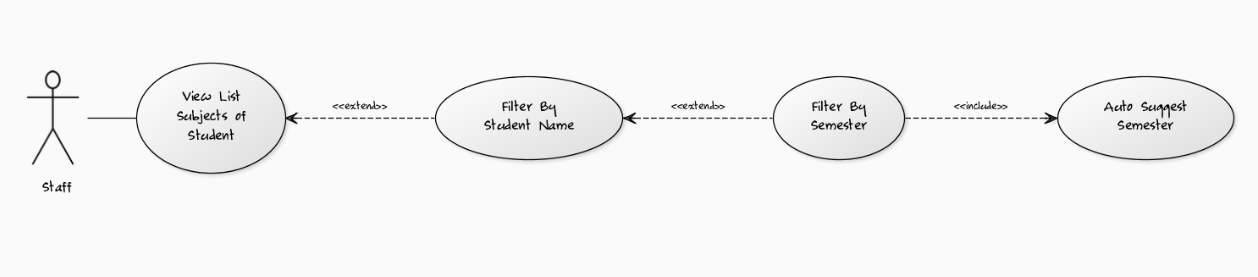 View List
Subjects of
Student
<<extend>>
Filter By
Student Name
<<extend>>
Filter By
Semester
<<include>>
Auto Suggest
Semester
Staff